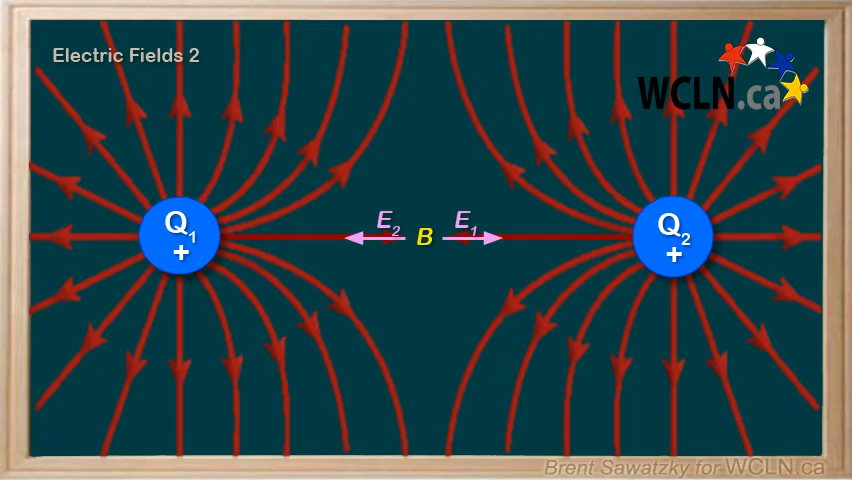 Electric Fields 2
WCLN.ca
Q1
+
E2
B
E1
Q2
+
Brent Sawatzky for WCLN.ca